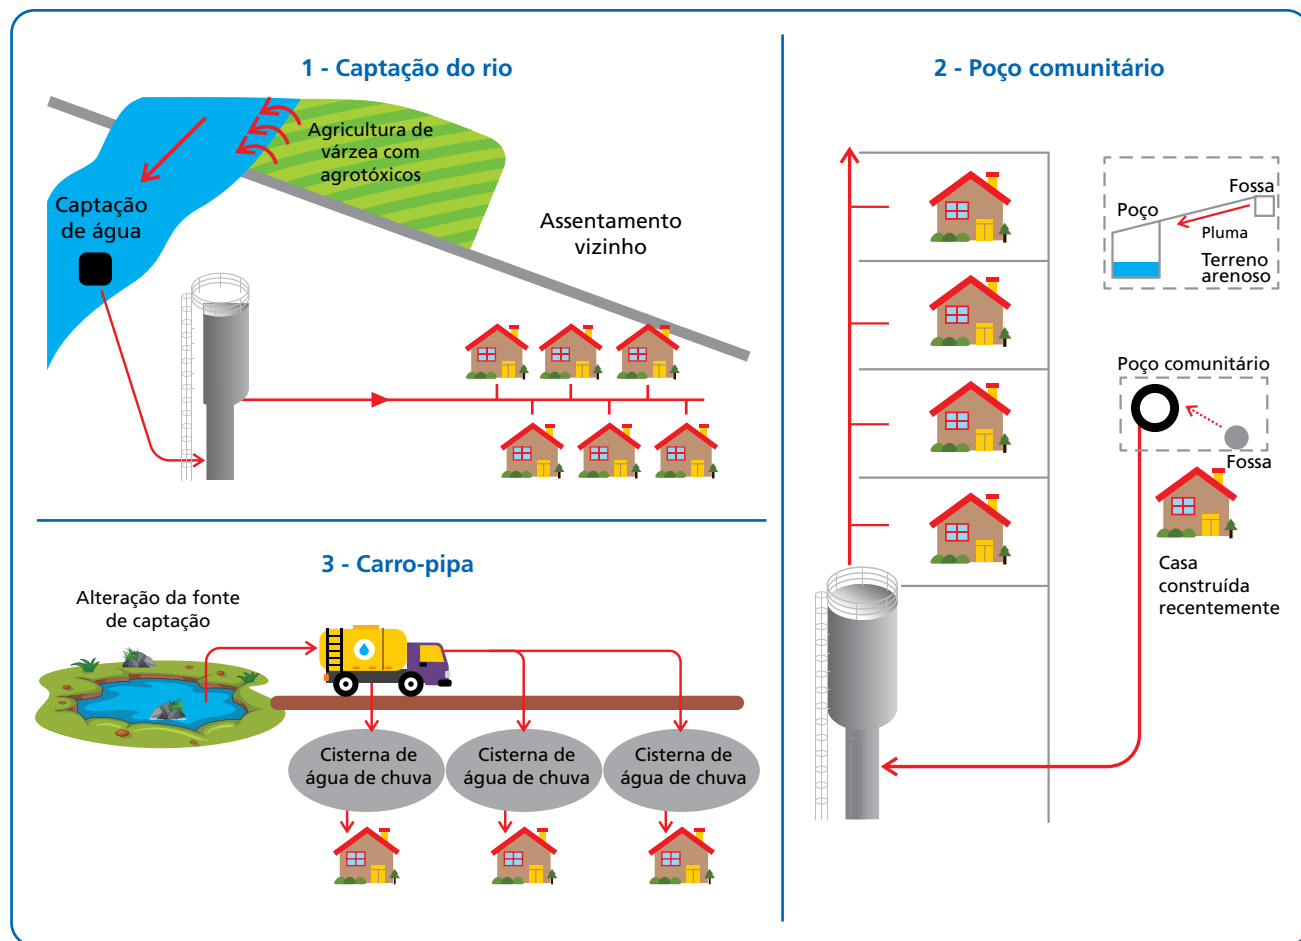 1 - Captação do rio
Agricultura de
várzea com
agrotóxicos
Captação
de água
Assentamento
vizinho
2 - Poço comunitário
Fossa
Poço
Pluma
Terreno
arenoso
Poço comunitário
Fossa
Casa
construída
recentemente
3 - Carro-pipa
Alteração da fonte
de captação
Cisterna de
água de chuva
Cisterna de
água de chuva
Cisterna de
água de chuva